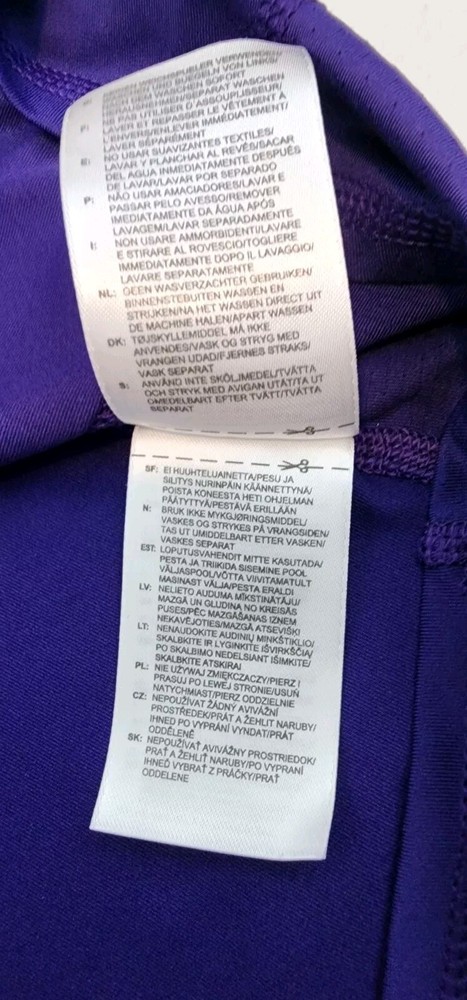 KEINEN WEICHSPÜLER VERWENDEN/
WASCHEN UND BUEGELN VON LINKS/
NACH DEM WASCHEN SOFORT
HERAUSNEHMEN/SEPARAT WASCHEN
F: NE PAS UTILISER D'ASSOUPLISSEUR/
LAVER ET REPASSER LE VÊTEMENT À
L'ENVERS/ENLEVER IMMÉDIATEMENT/
LAVER SÉPARÉMENT
E: NO USAR SUAVIZANTES TEXTILES/
LAVAR Y PLANCHAR AL REVÉS/SACAR
DEL AGUA INMEDIATAMENTE DESPUÉS
DE LAVAR/LAVAR POR SEPARADO
P: NÃO USAR AMACIADORES/LAVAR E
PASSAR PELO AVESSO/REMOVER
IMEDIATAMENTE DA ÁGUA APÓS
LAVAGEM/LAVAR SEPARADAMENTE
I: NON USARE AMMORBIDENTI/LAVARE
E STIRARE AL ROVESCIO/TOGLIERE
IMMEDIATAMENTE DOPO IL LAVAGGIO/
LAVARE SEPARATAMENTE
NL: GEEN WASVERZACHTER GEBRUIKEN/
BINNENSTEBUITEN WASSEN EN
STRIJKEN/NA HET WASSEN DIRECT UIT
DE MACHINE HALEN/APART WASSEN
DK: TØJSKYLLEMIDDEL MÅ IKKE
ANVENDES/VASK OG STRYG MED
VRANGEN UDAD/FJERNES STRAKS/
VASK SEPARAT
S: ANVÄND INTE SKÖLJMEDEL/TVÄTTA
OCH STRYK MED AVIGAN UTÅT/TA UT
OMEDELBART EFTER TVÄTT/TVÄTTA
SEPARAT
SF: EI HUUHTELUAINETTA/PESU JA
SILITYS NURINPÄIN KÄÄNNETTYNÄ/
POISTA KONEESTA HETI OHJELMAN
PÄÄTYTTYÄ/PESTÄVÄ ERILLÄÄN
N: BRUK IKKE MYKGJØRINGSMIDDEL/
VASKES OG STRYKES PÅ VRANGSIDEN/
TAS UT UMIDDELBART ETTER VASKEN/
VASKES SEPARAT
EST: LOPUTUSVAHENDIT MITTE KASUTADA/
PESTA JA TRIIKIDA SISEMINE POOL
VÄLJASPOOL/VÕTTA VIIVITAMATULT
MASINAST VÄLJA/PESTA ERALDI
LV: NELIETO AUDUMA MĪKSTINĀTĀJU/
MAZGĀ UN GLUDINA NO KREISĀS
PUSES/PĒC MAZGĀŠANAS IZŅEM
NEKAVĒJOTIES/MAZGĀ ATSEVIŠĶI
LT: NENAUDOKITE AUDINIŲ MINKŠTIKLIO/
SKALBKITE IR LYGINKITE IŠVIRKŠČIĄ/
PO SKALBIMO NEDELSIANT IŠIMKITE/
SKALBKITE ATSKIRAI
PL: NIE UŻYWAJ ZMIĘKCZACZY/PIERZ I
PRASUJ PO LEWEJ STRONIE/USUŃ
NATYCHMIAST/PIERZ ODDZIELNIE
CZ: NEPOUŽÍVAT ŽÁDNÝ AVIVÁŽNÍ
PROSTŘEDEK/PRÁT A ŽEHLIT NARUBY/
IHNED PO VYPRÁNÍ VYNDAT/PRÁT
ODDĚLENĚ
SK: NEPOUŽÍVAŤ AVIVÁŽNY PROSTRIEDOK/
PRAŤ A ŽEHLIŤ NARUBY/PO VYPRANÍ
IHNEĎ VYBRAŤ Z PRÁČKY/PRAŤ
ODDELENE